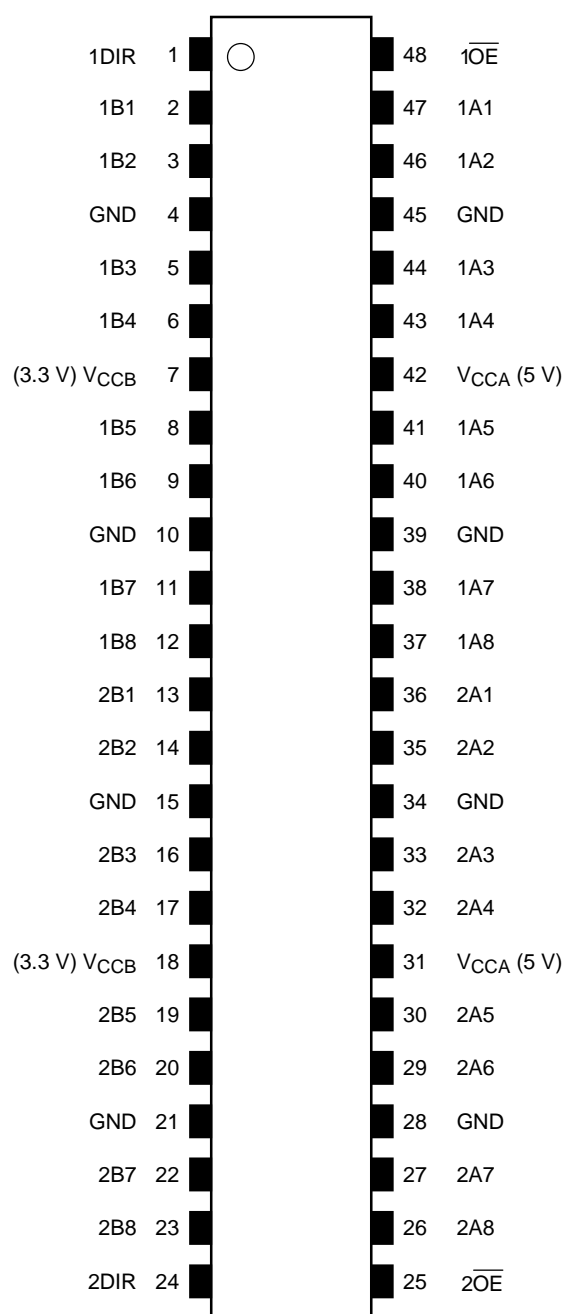 1DIR 1 48 1O̅E̅
1B1 2 47 1A1
1B2 3 46 1A2
GND 4 45 GND
1B3 5 44 1A3
1B4 6 43 1A4
(3.3 V) VCCB 7 42 VCCA (5 V)
1B5 8 41 1A5
1B6 9 40 1A6
GND 10 39 GND
1B7 11 38 1A7
1B8 12 37 1A8
2B1 13 36 2A1
2B2 14 35 2A2
GND 15 34 GND
2B3 16 33 2A3
2B4 17 32 2A4
(3.3 V) VCCB 18 31 VCCA (5 V)
2B5 19 30 2A5
2B6 20 29 2A6
GND 21 28 GND
2B7 22 27 2A7
2B8 23 26 2A8
2DIR 24 25 2O̅E̅